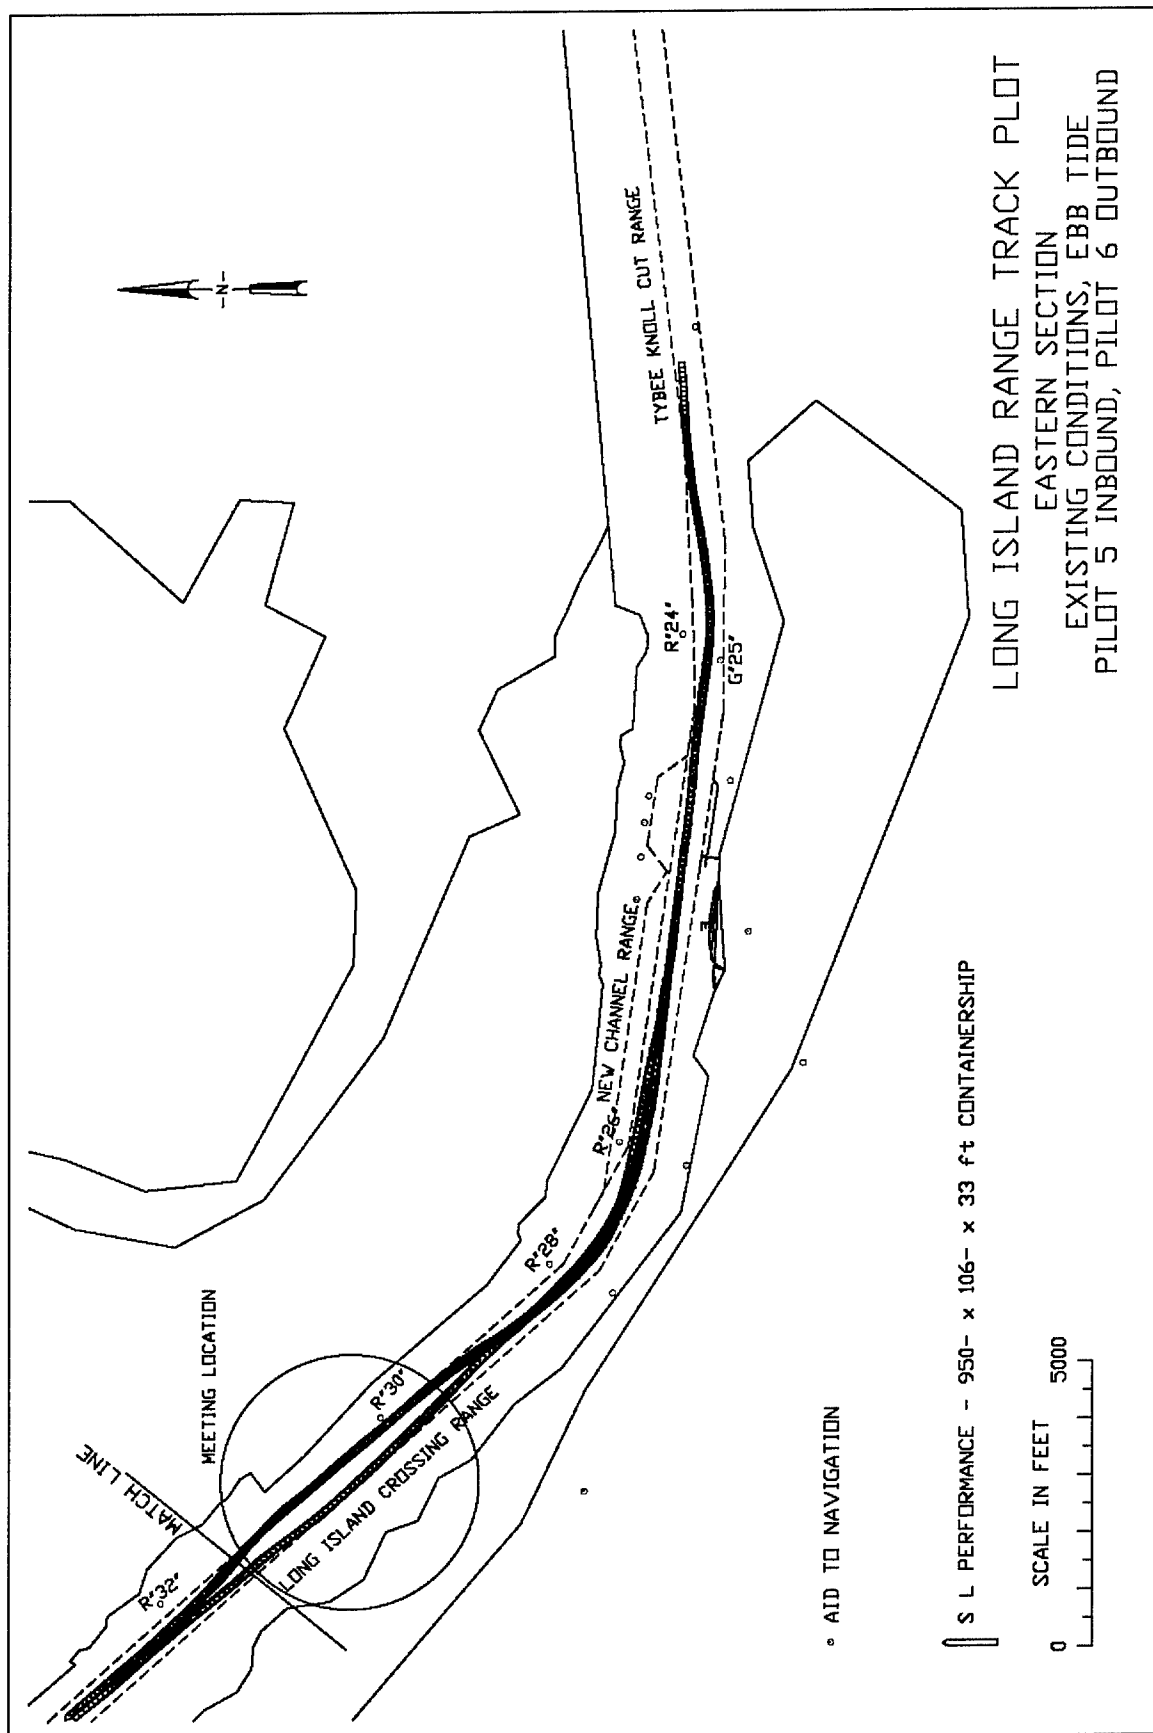 LONG ISLAND RANGE TRACK PLOT
EASTERN SECTION
EXISTING CONDITIONS, EBB TIDE
PILOT 5 INBOUND, PILOT 6 OUTBOUND
-N-
TYBEE KNOLL CUT RANGE
R"24"
G"25"
NEW CHANNEL RANGE
R"26"
R"28"
MEETING LOCATION
R"30"
LONG ISLAND CROSSING RANGE
MATCH LINE
R"32"
AID TO NAVIGATION
S L PERFORMANCE - 950- x 106- x 33 ft CONTAINERSHIP
0 5000
SCALE IN FEET